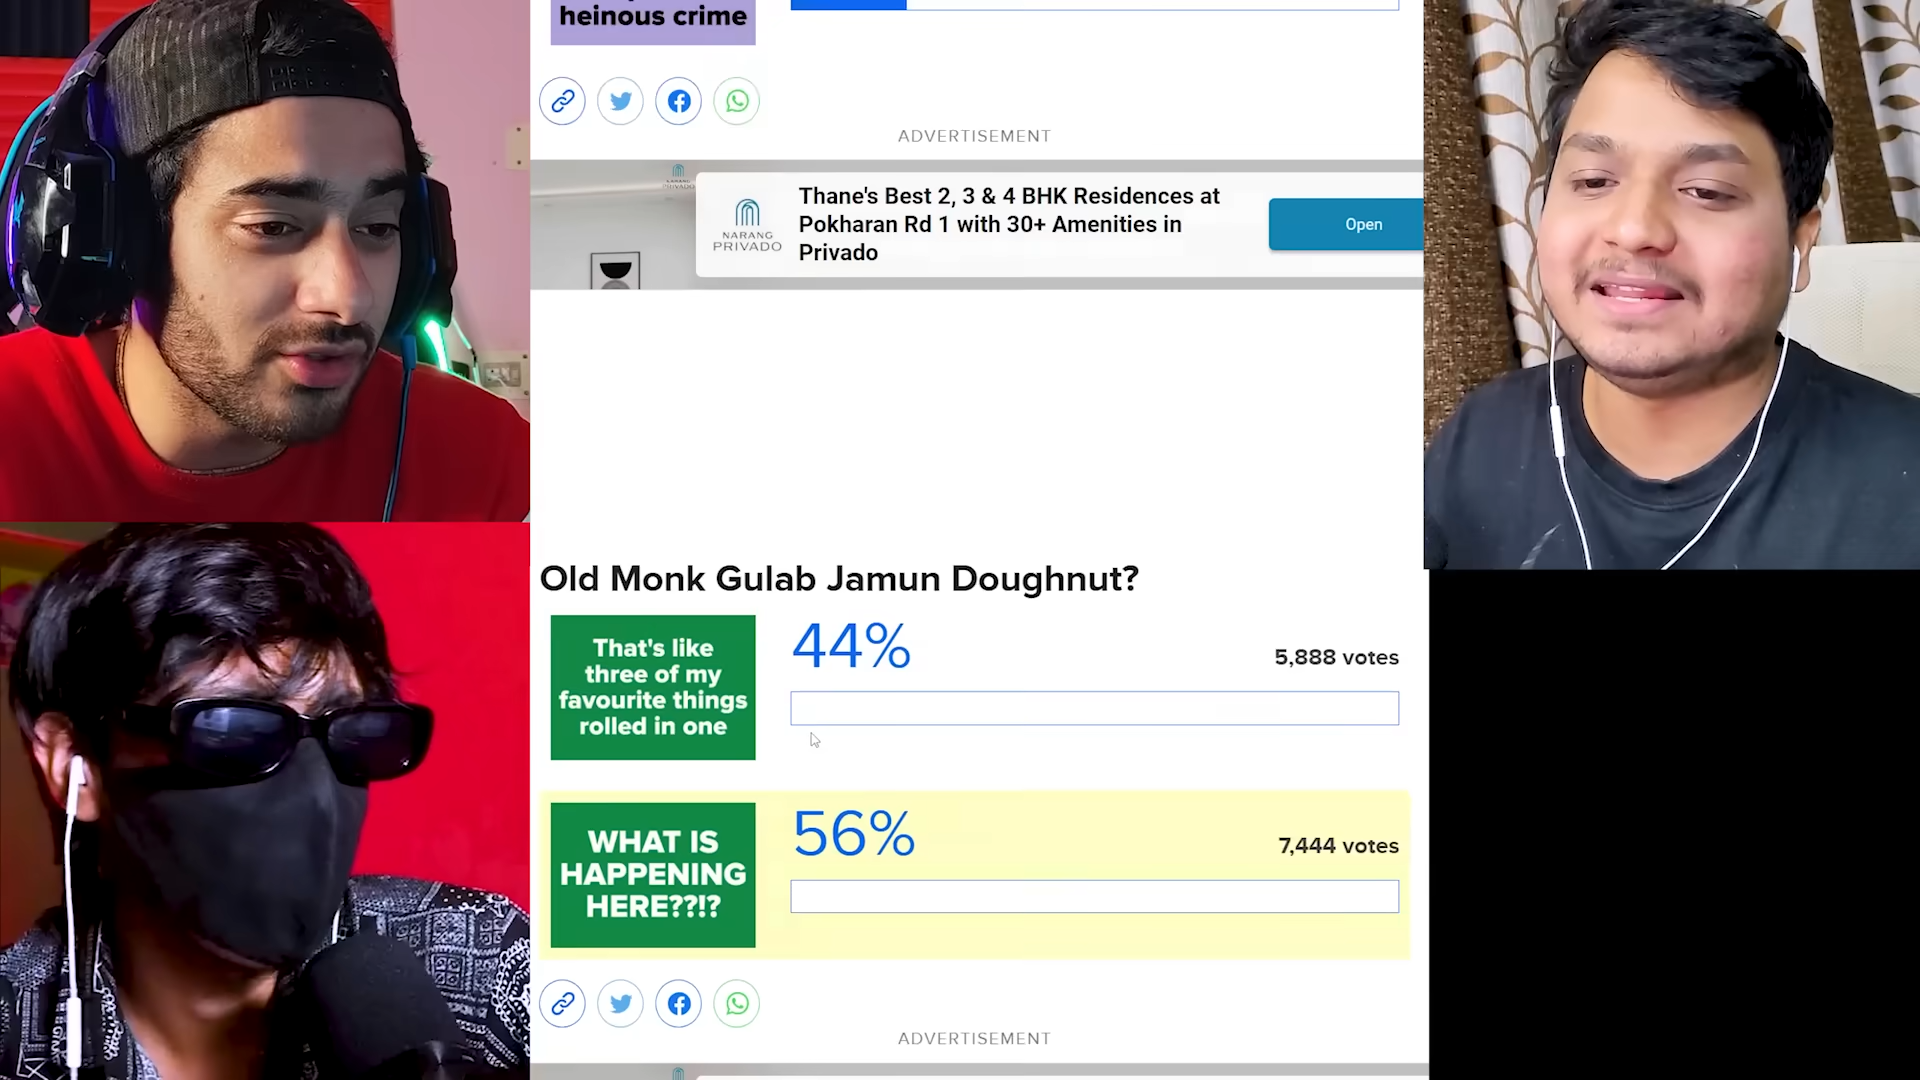 heinous crime
ADVERTISEMENT
NARANG
PRIVADO
Thane's Best 2, 3 & 4 BHK Residences at
Pokharan Rd 1 with 30+ Amenities in
Privado
Open
Old Monk Gulab Jamun Doughnut?
That's like
three of my
favourite things
rolled in one
44%
5,888 votes
WHAT IS
HAPPENING
HERE??!?
56%
7,444 votes
ADVERTISEMENT